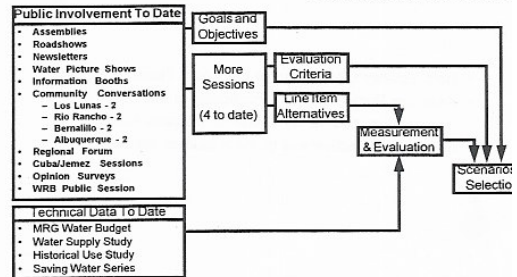 Public Involvement To Date
• Assemblies
• Roadshows
• Newsletters
• Water Picture Shows
• Information Booths
• Community Conversations
– Los Lunas - 2
– Rio Rancho - 2
– Bernalillo - 2
– Albuquerque - 2
• Regional Forum
• Cuba/Jemez Sessions
• Opinion Surveys
• WRB Public Session
Technical Data To Date
• MRG Water Budget
• Water Supply Study
• Historical Use Study
• Saving Water Series
Goals and
Objectives
More
Sessions
(4 to date)
Evaluation
Criteria
Line Item
Alternatives
Measurement
& Evaluation
Scenarios
Selection